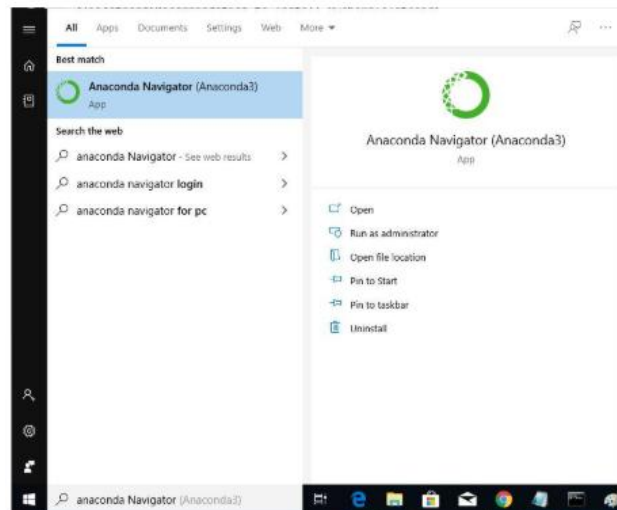 All Apps Documents Settings Web More
Best match
Anaconda Navigator (Anaconda3)
App
Search the web
anaconda Navigator - See web results
anaconda navigator login
anaconda navigator for pc
Anaconda Navigator (Anaconda3)
App
Open
Run as administrator
Open file location
Pin to Start
Pin to taskbar
Uninstall
anaconda Navigator (Anaconda3)